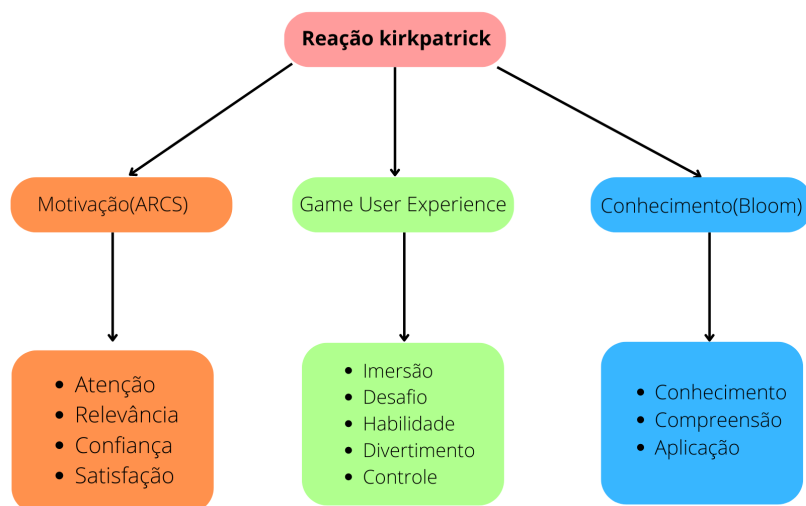 Reação kirkpatrick
Motivação(ARCS)
Game User Experience
Conhecimento(Bloom)
• Atenção
• Relevância
• Confiança
• Satisfação
• Imersão
• Desafio
• Habilidade
• Divertimento
• Controle
• Conhecimento
• Compreensão
• Aplicação